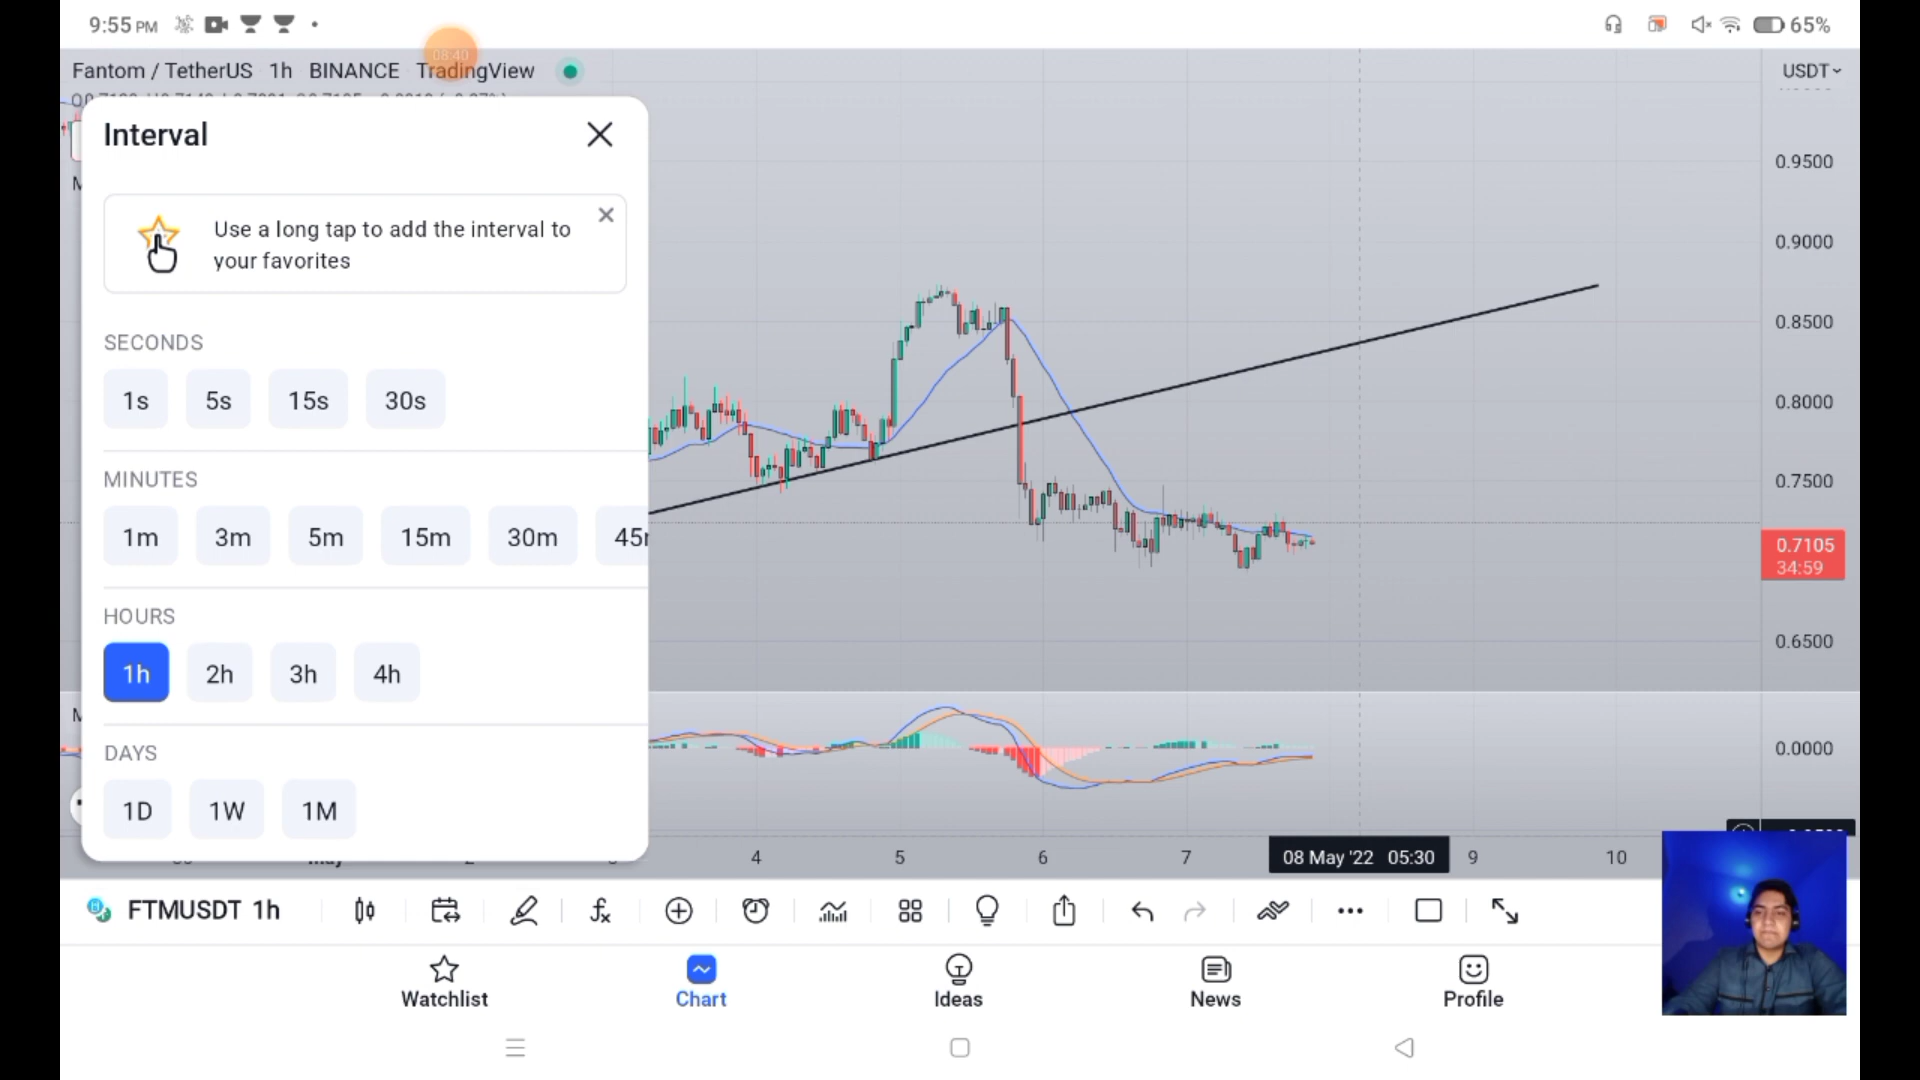 9:55 PM
65%
08:40
Fantom / TetherUS 1h BINANCE TradingView
USDT
Interval
Use a long tap to add the interval to
your favorites
SECONDS
1s 5s 15s 30s
MINUTES
1m 3m 5m 15m 30m
HOURS
1h 2h 3h 4h
DAYS
1D 1W 1M
0.9500
0.9000
0.8500
0.8000
0.7500
0.7105
34:59
0.6500
0.0000
4 5 6 7 08 May '22 05:30 9 10
FTMUSDT 1h
Watchlist Chart Ideas News Profile